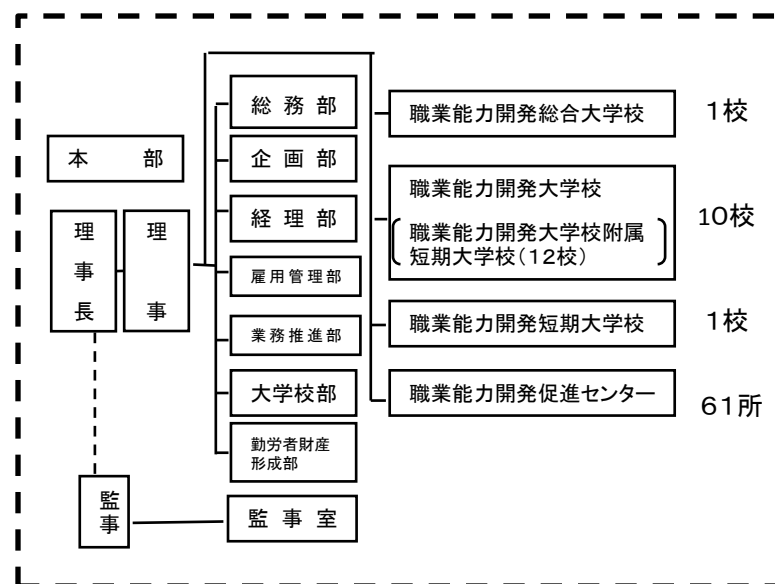 本 部
理事長
理事
監事
総務部
企画部
経理部
雇用管理部
業務推進部
大学校部
勤労者財産
形成部
監事室
職業能力開発総合大学校 1校
職業能力開発大学校
職業能力開発大学校附属
短期大学校(12校)
10校
職業能力開発短期大学校 1校
職業能力開発促進センター 61所